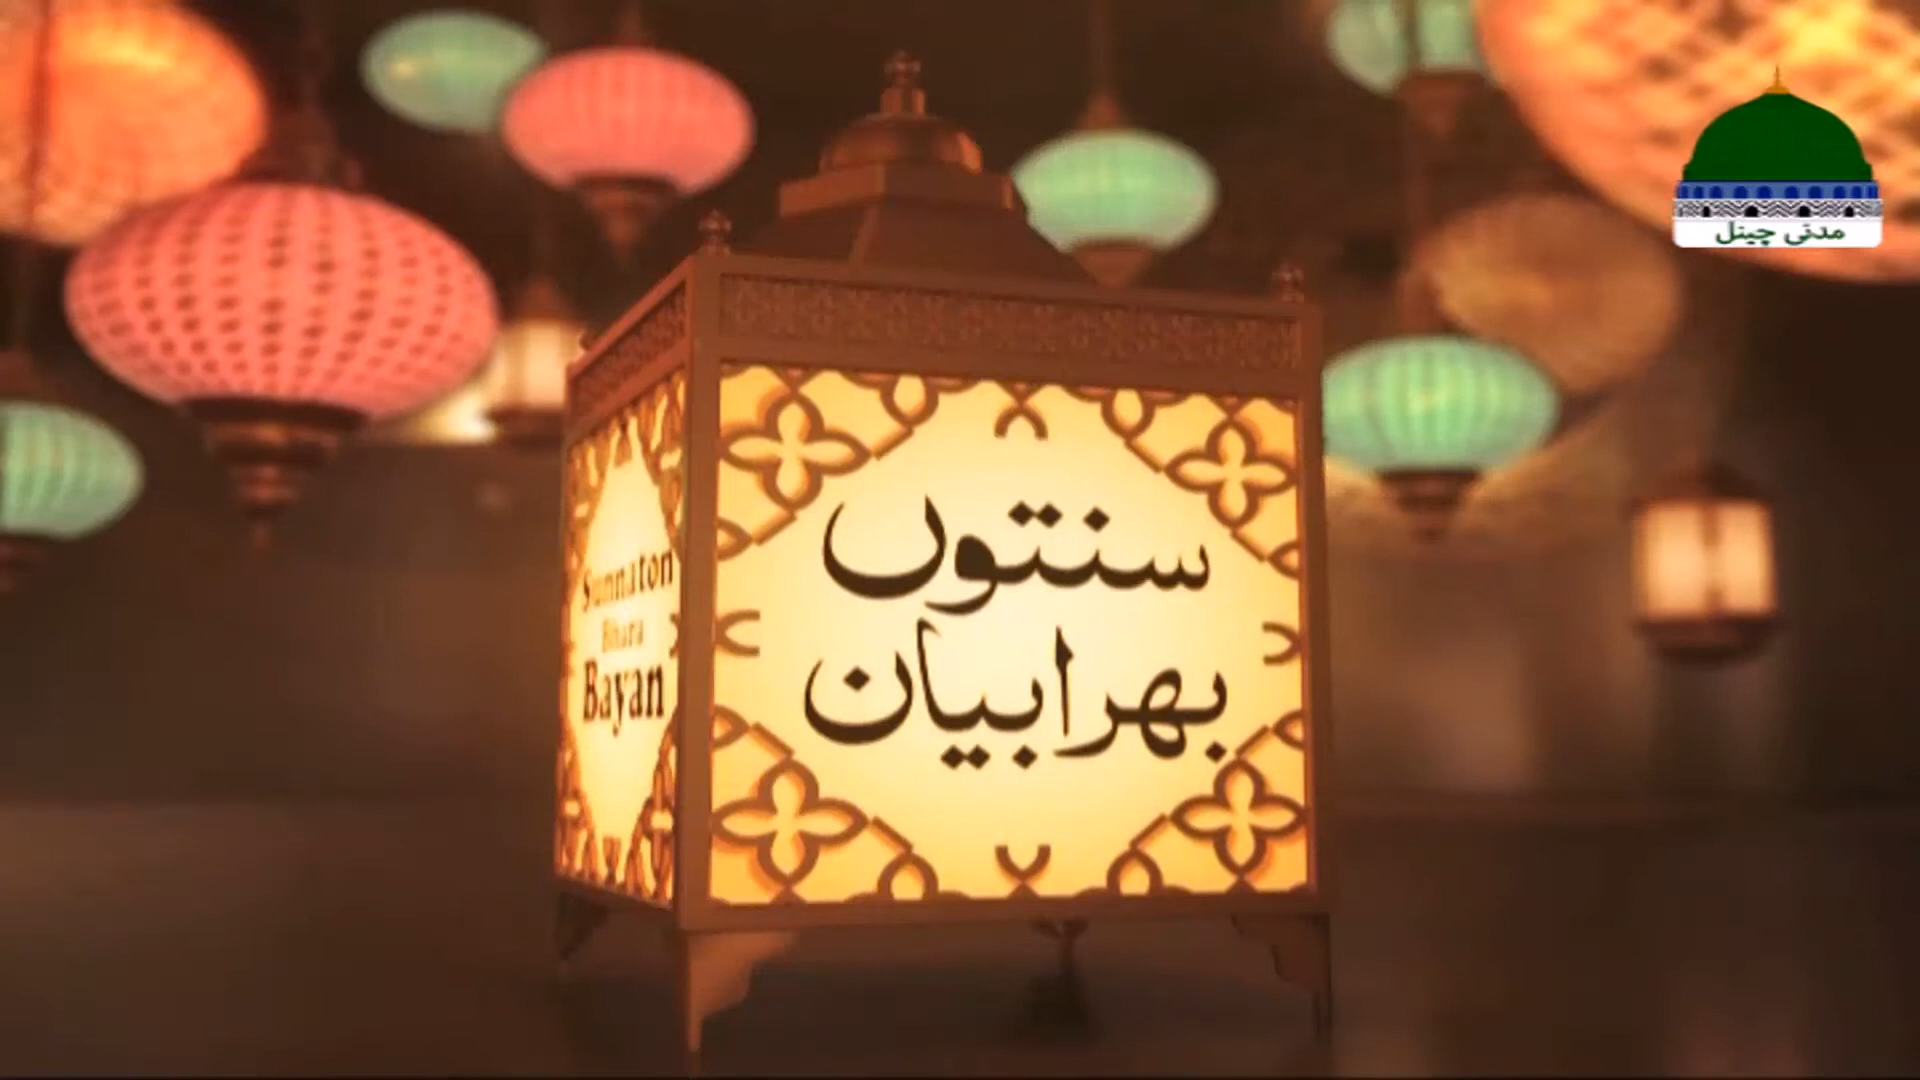 سنتوں
بھرا بیان
Sunnaton
Bhara
Bayan
مدنی چینل